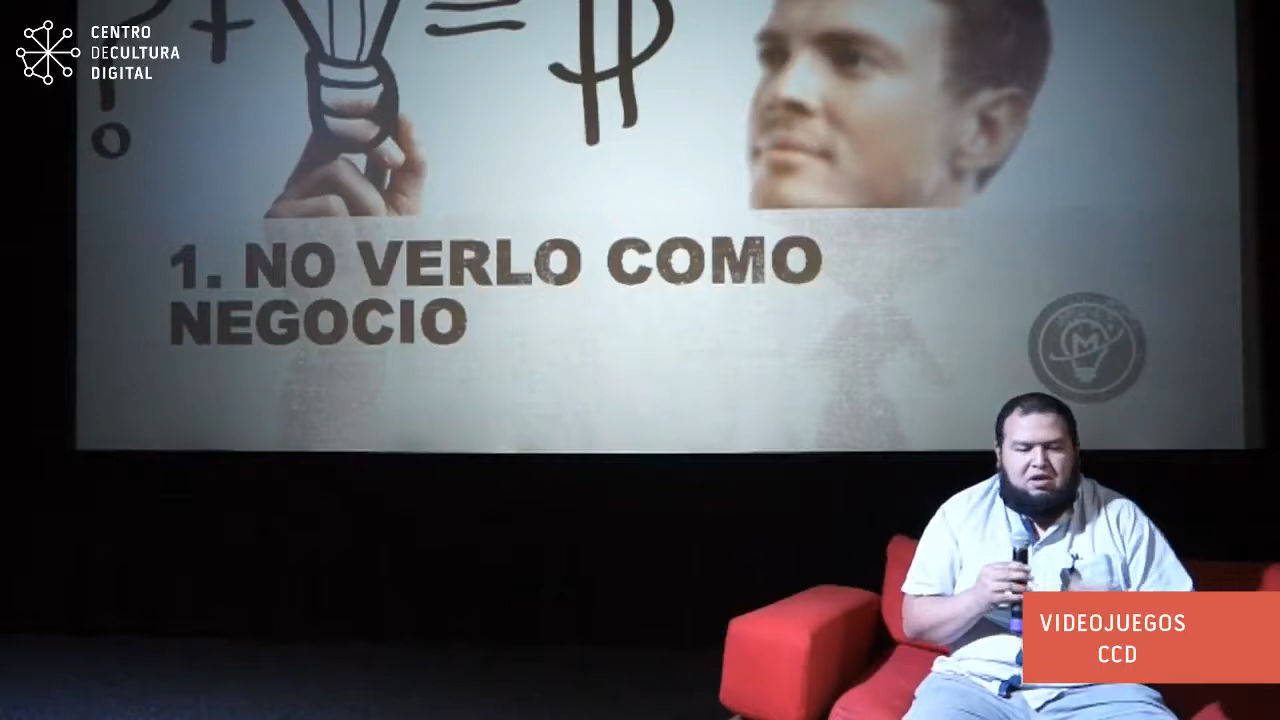 CENTRO
DECULTURA
DIGITAL
1. NO VERLO COMO
NEGOCIO
M
VIDEOJUEGOS
CCD